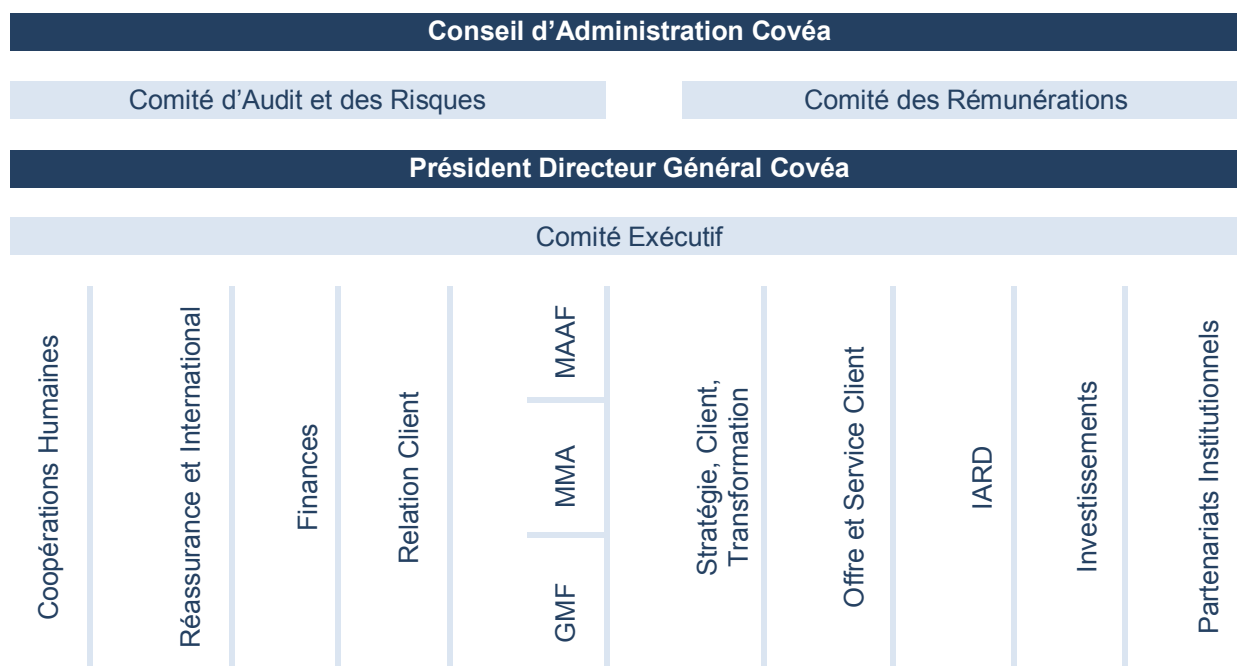 Conseil d’Administration Covéa
Comité d’Audit et des Risques
Comité des Rémunérations
Président Directeur Général Covéa
Comité Exécutif
Coopérations Humaines
Réassurance et International
Finances
Relation Client
MAAF
MMA
GMF
Stratégie, Client,
Transformation
Offre et Service Client
IARD
Investissements
Partenariats Institutionnels